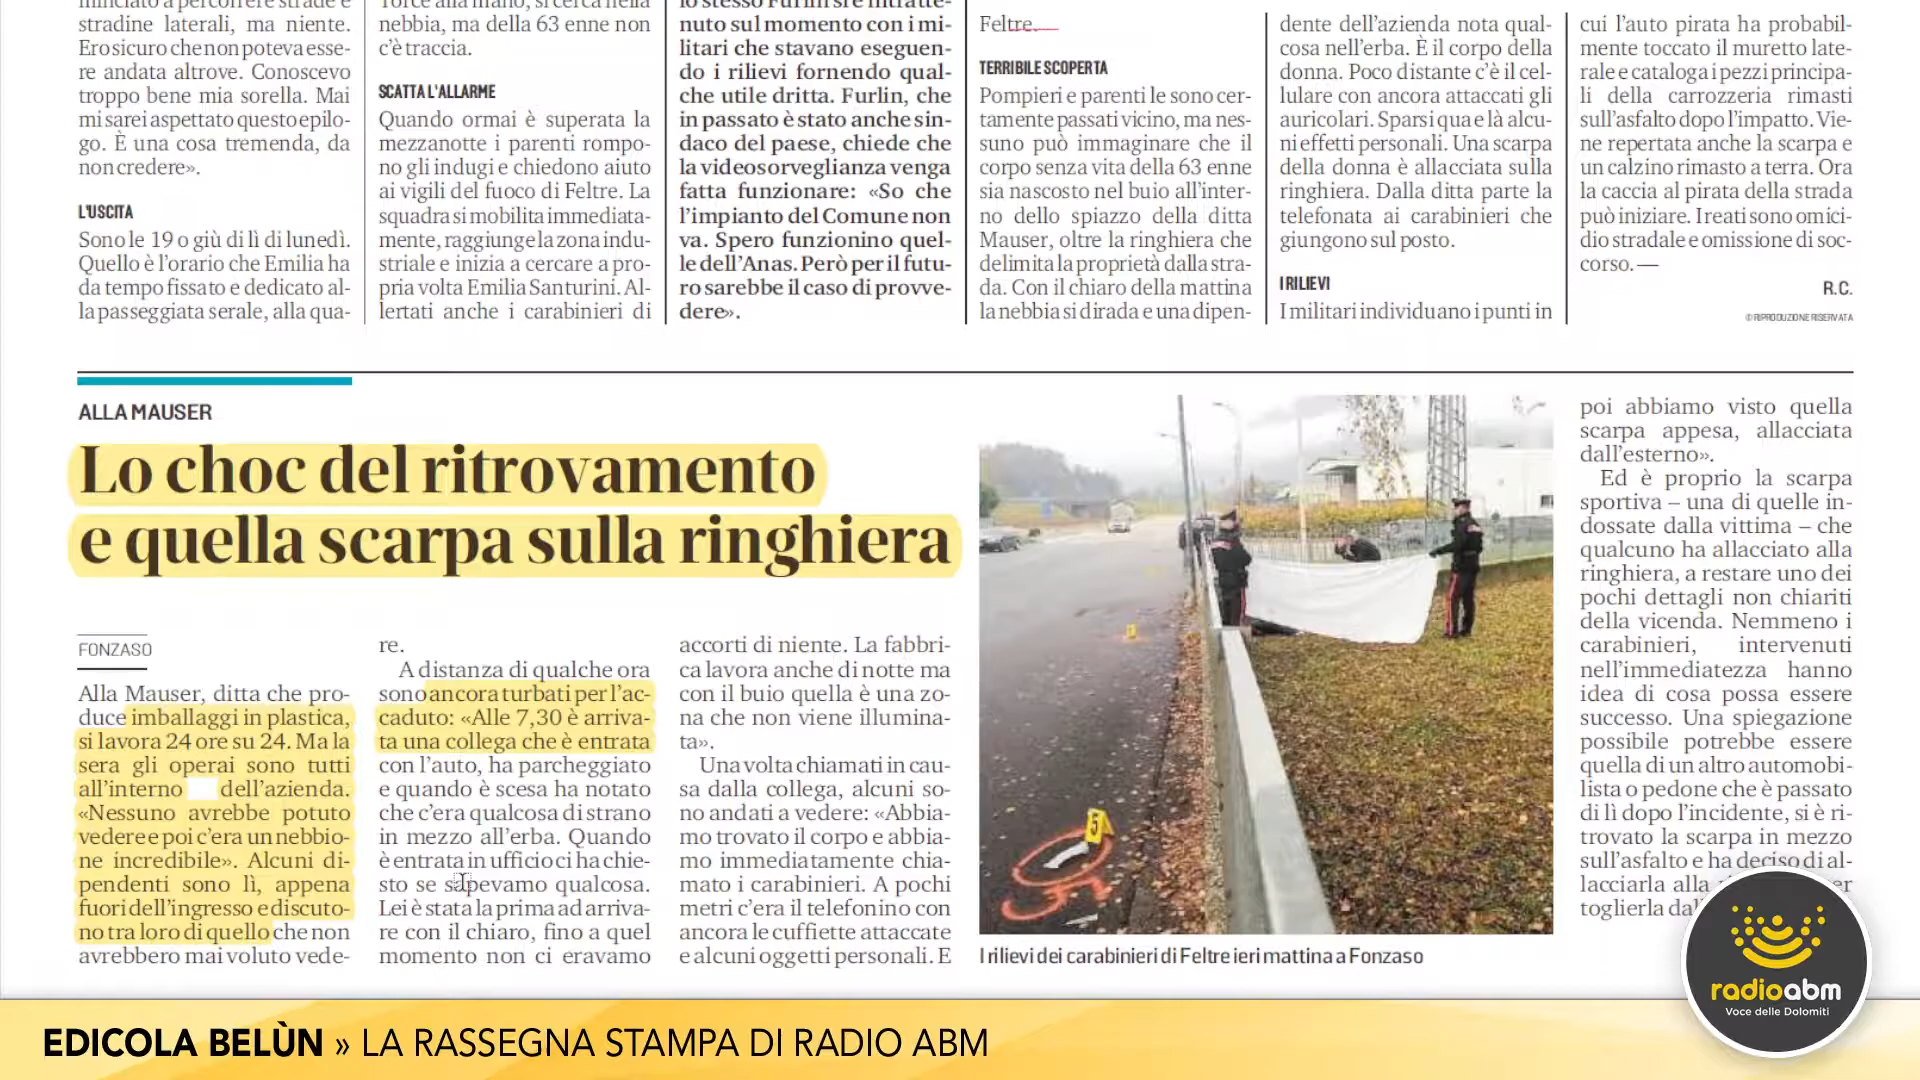 minciato a percorrere strade e
stradine laterali, ma niente.
Ero sicuro che non poteva esse-
re andata altrove. Conoscevo
troppo bene mia sorella. Mai
mi sarei aspettato questo epilo-
go. È una cosa tremenda, da
non credere».
L'USCITA
Sono le 19 o giù di lì di lunedì.
Quello è l'orario che Emilia ha
da tempo fissato e dedicato al-
la passeggiata serale, alla qua-
nebbia, ma della 63 enne non
c'è traccia.
SCATTA L'ALLARME
Quando ormai è superata la
mezzanotte i parenti rompo-
no gli indugi e chiedono aiuto
ai vigili del fuoco di Feltre. La
squadra si mobilita immediata-
mente, raggiunge la zona indu-
striale e inizia a cercare a pro-
pria volta Emilia Santurini. Al-
lertati anche i carabinieri di
lo stesso Furlin si è intratte-
nuto sul momento con i mi-
litari che stavano eseguen-
do i rilievi fornendo qual-
che utile dritta. Furlin, che
in passato è stato anche sin-
daco del paese, chiede che
la videosorveglianza venga
fatta funzionare: «So che
l'impianto del Comune non
va. Spero funzionino quel-
le dell'Anas. Però per il futu-
ro sarebbe il caso di provve-
dere».
Feltre.
TERRIBILE SCOPERTA
Pompieri e parenti le sono cer-
tamente passati vicino, ma nes-
suno può immaginare che il
corpo senza vita della 63 enne
sia nascosto nel buio all'inter-
no dello spiazzo della ditta
Mauser, oltre la ringhiera che
delimita la proprietà dalla stra-
da. Con il chiaro della mattina
la nebbia si dirada e una dipen-
dente dell'azienda nota qual-
cosa nell'erba. È il corpo della
donna. Poco distante c'è il cel-
lulare con ancora attaccati gli
auricolari. Sparsi qua e là alcu-
ni effetti personali. Una scarpa
della donna è allacciata sulla
ringhiera. Dalla ditta parte la
telefonata ai carabinieri che
giungono sul posto.
I RILIEVI
I militari individuano i punti in
cui l'auto pirata ha probabil-
mente toccato il muretto late-
rale e cataloga i pezzi principa-
li della carrozzeria rimasti
sull'asfalto dopo l'impatto. Vie-
ne repertata anche la scarpa e
un calzino rimasto a terra. Ora
la caccia al pirata della strada
può iniziare. I reati sono omici-
dio stradale e omissione di soc-
corso. —
R.C.
© RIPRODUZIONE RISERVATA
ALLA MAUSER
Lo choc del ritrovamento
e quella scarpa sulla ringhiera
FONZASO
Alla Mauser, ditta che pro-
duce imballaggi in plastica,
si lavora 24 ore su 24. Ma la
sera gli operai sono tutti
all'interno dell'azienda.
«Nessuno avrebbe potuto
vedere e poi c'era un nebbio-
ne incredibile». Alcuni di-
pendenti sono lì, appena
fuori dell'ingresso e discuto-
no tra loro di quello che non
avrebbero mai voluto vede-
re.
A distanza di qualche ora
sono ancora turbati per l'ac-
caduto: «Alle 7,30 è arriva-
ta una collega che è entrata
con l'auto, ha parcheggiato
e quando è scesa ha notato
che c'era qualcosa di strano
in mezzo all'erba. Quando
è entrata in ufficio ci ha chie-
sto se sapevamo qualcosa.
Lei è stata la prima ad arriva-
re con il chiaro, fino a quel
momento non ci eravamo
accorti di niente. La fabbri-
ca lavora anche di notte ma
con il buio quella è una zo-
na che non viene illumina-
ta».
Una volta chiamati in cau-
sa dalla collega, alcuni so-
no andati a vedere: «Abbia-
mo trovato il corpo e abbia-
mo immediatamente chia-
mato i carabinieri. A pochi
metri c'era il telefonino con
ancora le cuffiette attaccate
e alcuni oggetti personali. E
5
I rilievi dei carabinieri di Feltre ieri mattina a Fonzaso
poi abbiamo visto quella
scarpa appesa, allacciata
dall'esterno».
Ed è proprio la scarpa
sportiva – una di quelle in-
dossate dalla vittima – che
qualcuno ha allacciato alla
ringhiera, a restare uno dei
pochi dettagli non chiariti
della vicenda. Nemmeno i
carabinieri, intervenuti
nell'immediatezza hanno
idea di cosa possa essere
successo. Una spiegazione
possibile potrebbe essere
quella di un altro automobi-
lista o pedone che è passato
di lì dopo l'incidente, si è ri-
trovato la scarpa in mezzo
sull'asfalto e ha deciso di al-
lacciarla alla
toglierla
radioabm
Voce delle Dolomiti
EDICOLA BELÙN » LA RASSEGNA STAMPA DI RADIO ABM